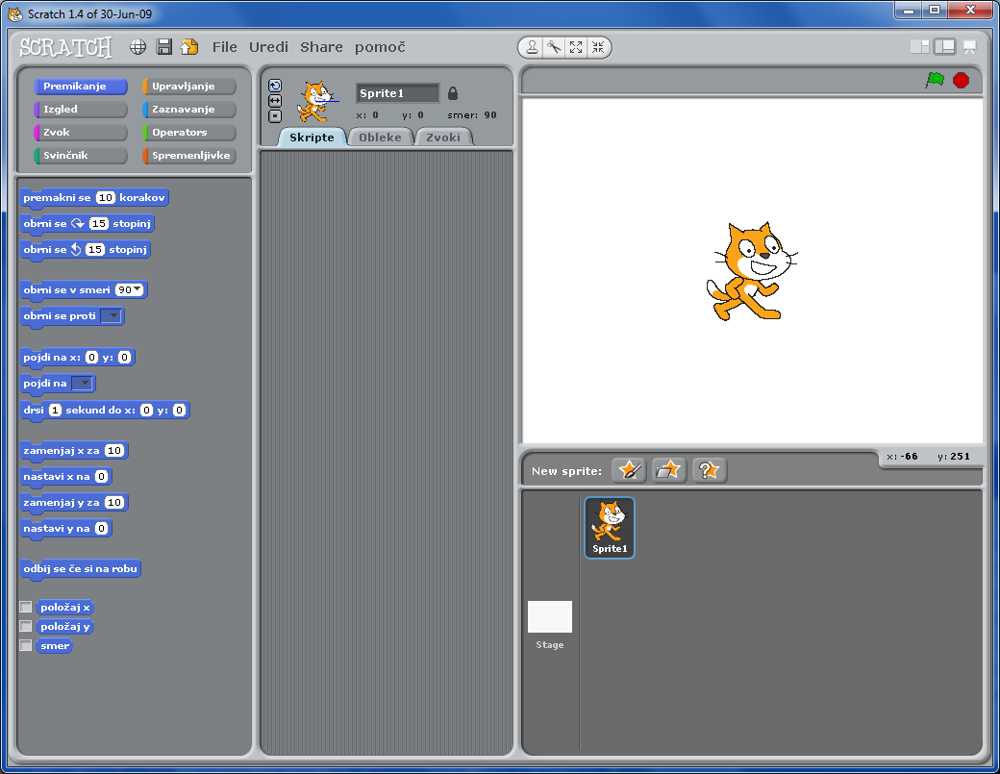 Scratch 1.4 of 30-Jun-09
SCRATCH File Uredi Share pomoč
Premikanje Upravljanje
Izgled Zaznavanje
Zvok Operators
Svinčnik Spremenljivke
premakni se 10 korakov
obrni se 15 stopinj
obrni se 15 stopinj
obrni se v smeri 90
obrni se proti
pojdi na x: 0 y: 0
pojdi na
drsi 1 sekund do x: 0 y: 0
zamenjaj x za 10
nastavi x na 0
zamenjaj y za 10
nastavi y na 0
odbij se če si na robu
položaj x
položaj y
smer
Sprite1
x: 0 y: 0 smer: 90
Skripte Obleke Zvoki
x: -66 y: 251
New sprite:
Sprite1
Stage